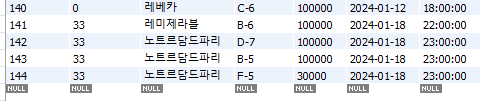 140 0 레베카 C-6 100000 2024-01-12 18:00:00
141 33 레미제라블 B-6 100000 2024-01-18 22:00:00
142 33 노트르담드파리 D-7 100000 2024-01-18 23:00:00
143 33 노트르담드파리 B-5 100000 2024-01-18 23:00:00
144 33 노트르담드파리 F-5 30000 2024-01-18 23:00:00
NULL NULL NULL NULL NULL NULL NULL